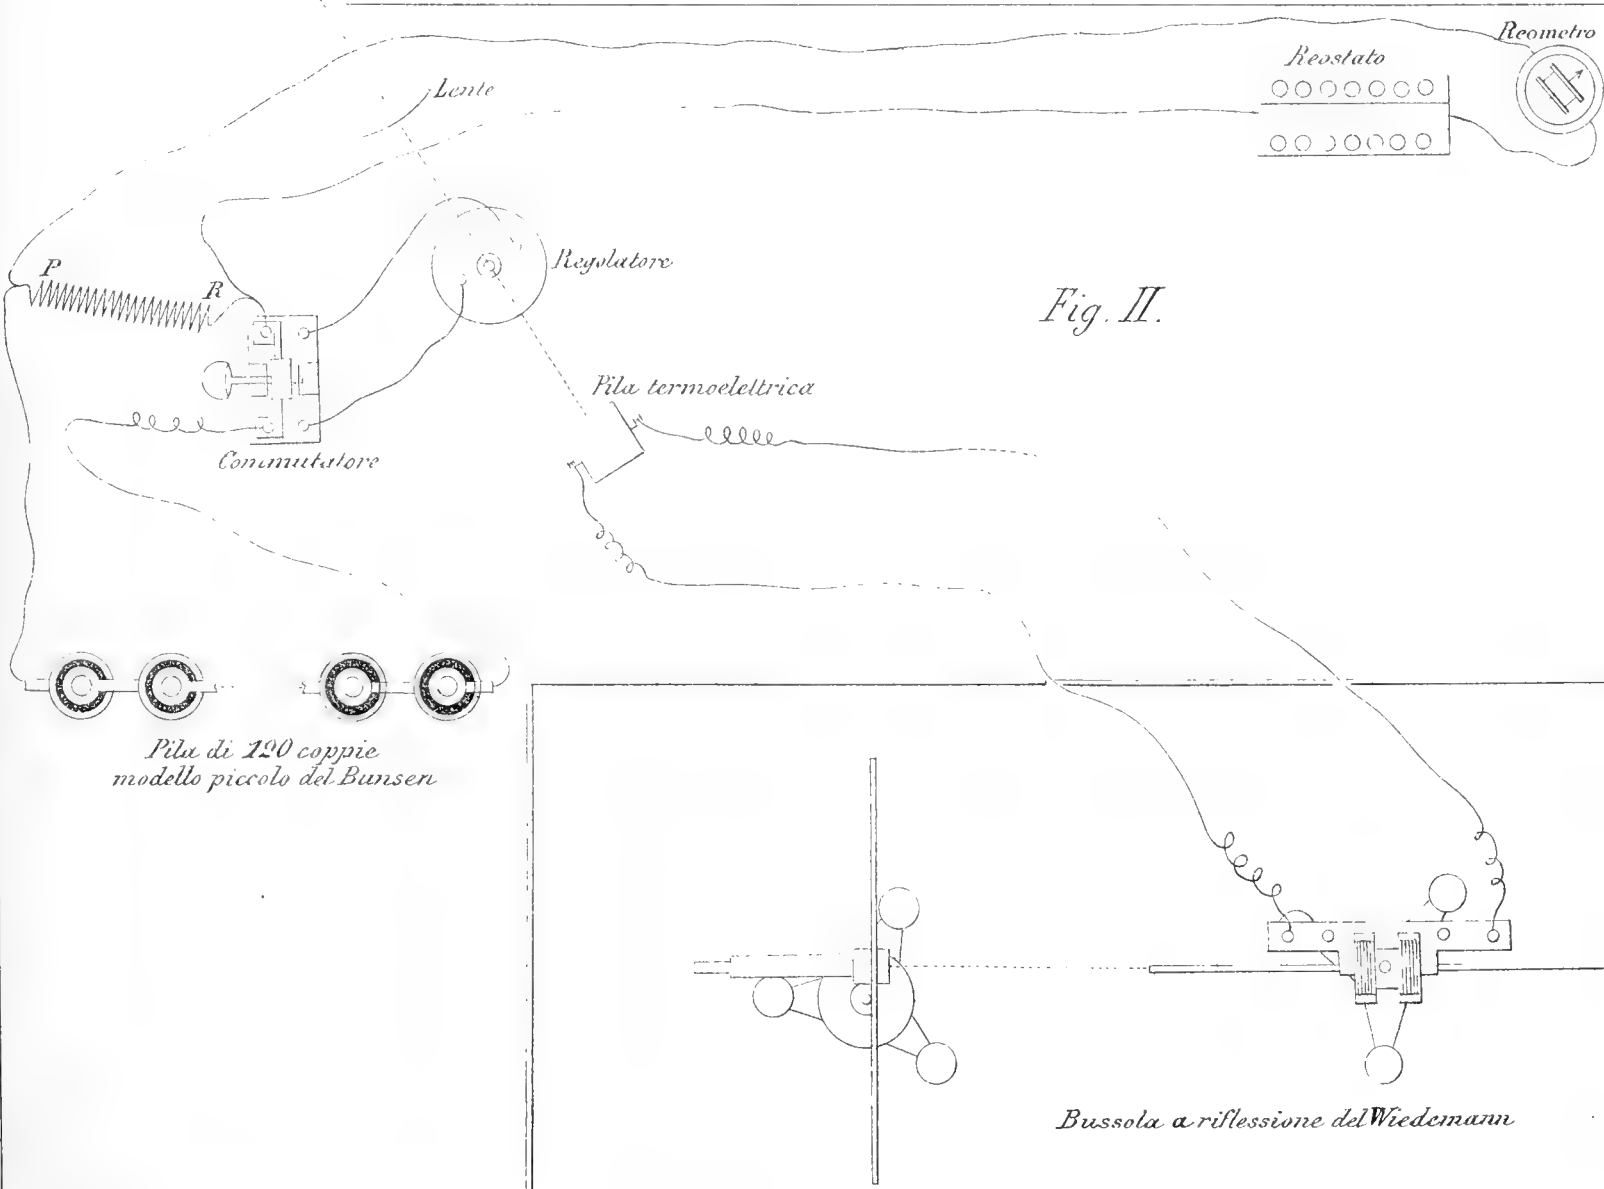 Reometro
Reostato
Lente
Regolatore
P
R
Fig. II.
Pila termoelettrica
Commutatore
Pila di 120 coppie
modello piccolo del Bunsen
Bussola a riflessione del Wiedemann